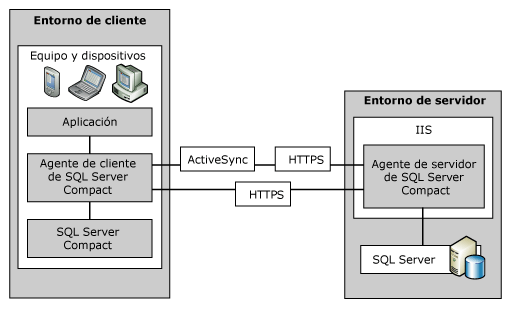 Entorno de cliente
Equipo y dispositivos
Aplicación
Agente de cliente
de SQL Server
Compact
SQL Server
Compact
ActiveSync
HTTPS
HTTPS
Entorno de servidor
IIS
Agente de servidor
de SQL Server
Compact
SQL Server